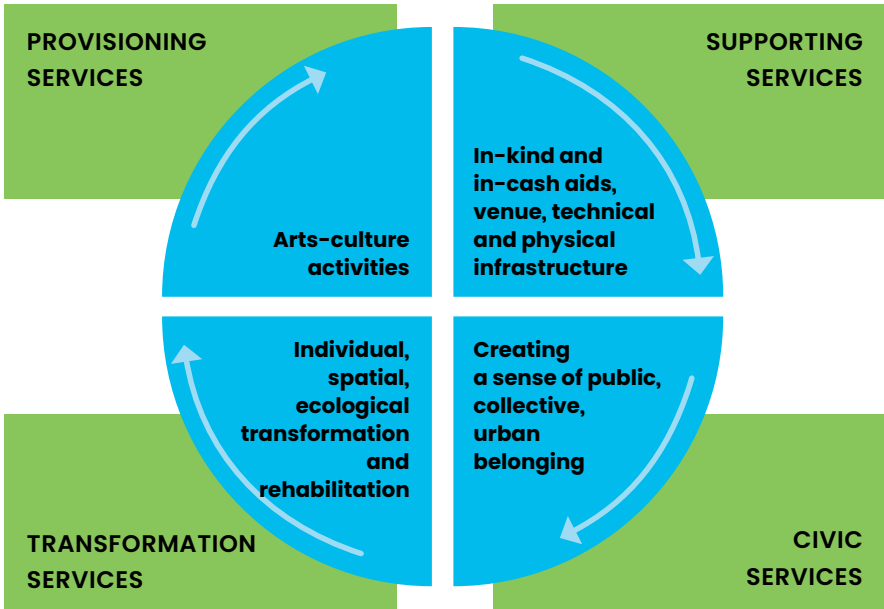 PROVISIONING
SERVICES
SUPPORTING
SERVICES
Arts-culture
activities
In-kind and
in-cash aids,
venue, technical
and physical
infrastructure
Individual,
spatial,
ecological
transformation
and
rehabilitation
Creating
a sense of public,
collective,
urban
belonging
TRANSFORMATION
SERVICES
CIVIC
SERVICES